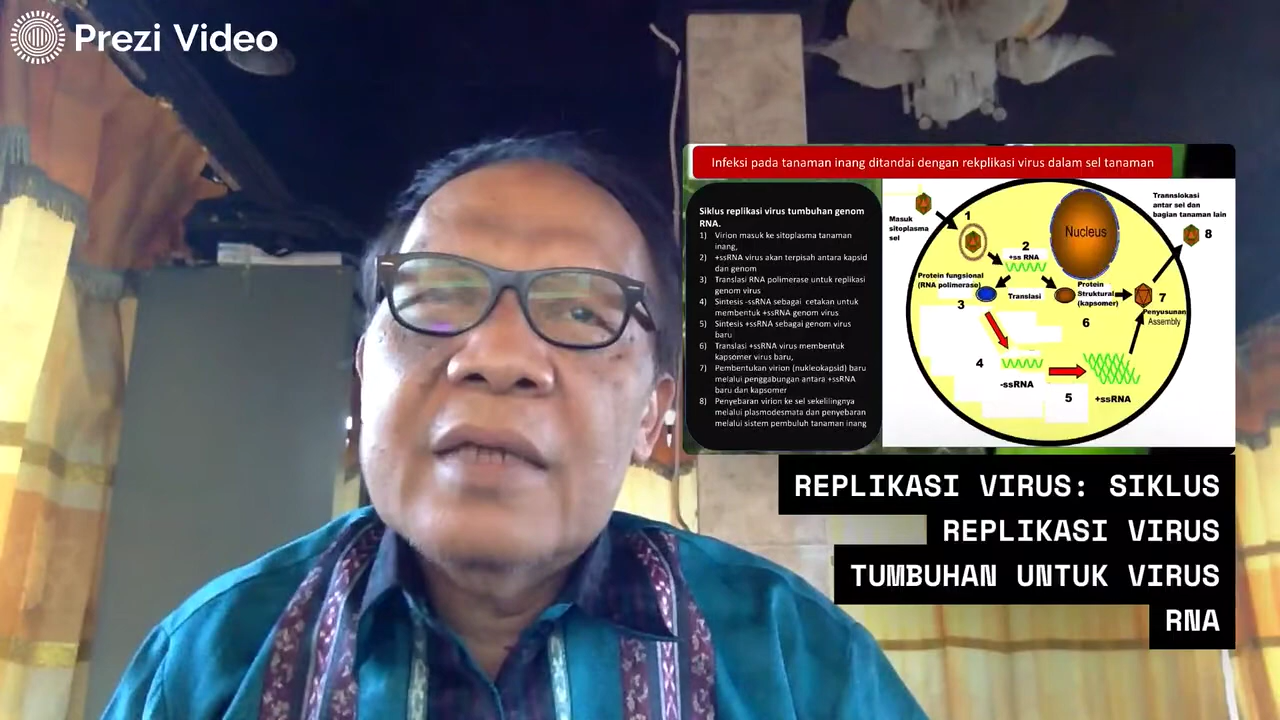 Prezi Video
Infeksi pada tanaman inang ditandai dengan rekplikasi virus dalam sel tanaman
Siklus replikasi virus tumbuhan genom
RNA.
1) Virion masuk ke sitoplasma tanaman
inang,
2) +ssRNA virus akan terpisah antara kapsid
dan genom
3) Translasi RNA polimerase untuk replikasi
genom virus
4) Sintesis -ssRNA sebagai cetakan untuk
membentuk +ssRNA genom virus
5) Sintesis +ssRNA sebagai genom virus
baru
6) Translasi +ssRNA virus membentuk
kapsomer virus baru,
7) Pembentukan virion (nukleokapsid) baru
melalui penggabungan antara +ssRNA
baru dan kapsomer
8) Penyebaran virion ke sel sekelilingnya
melalui plasmodesmata dan penyebaran
melalui sistem pembuluh tanaman inang
Masuk
sitoplasma
sel
1
2
+ss RNA
Nucleus
Trannslokasi
antar sel dan
bagian tanaman lain
8
Protein fungsional
(RNA polimerase)
3
Translasi
Protein
Struktural
(kapsomer)
6
7
Penyusunan
Assembly
4
-ssRNA
5
+ssRNA
REPLIKASI VIRUS: SIKLUS
REPLIKASI VIRUS
TUMBUHAN UNTUK VIRUS
RNA